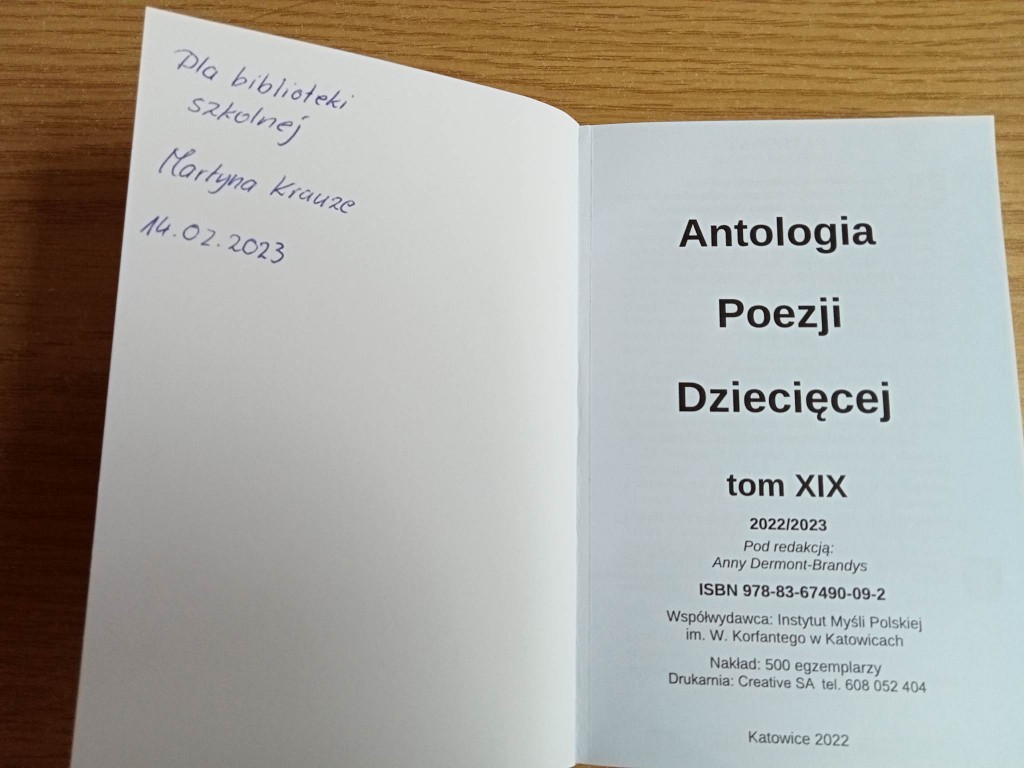 Dla biblioteki
szkolnej
Martyna Krauze
14.02.2023
Antologia
Poezji
Dziecięcej
tom XIX
2022/2023
Pod redakcją:
Anny Dermont-Brandys
ISBN 978-83-67490-09-2
Współwydawca: Instytut Myśli Polskiej
im. W. Korfantego w Katowicach
Nakład: 500 egzemplarzy
Drukarnia: Creative SA tel. 608 052 404
Katowice 2022